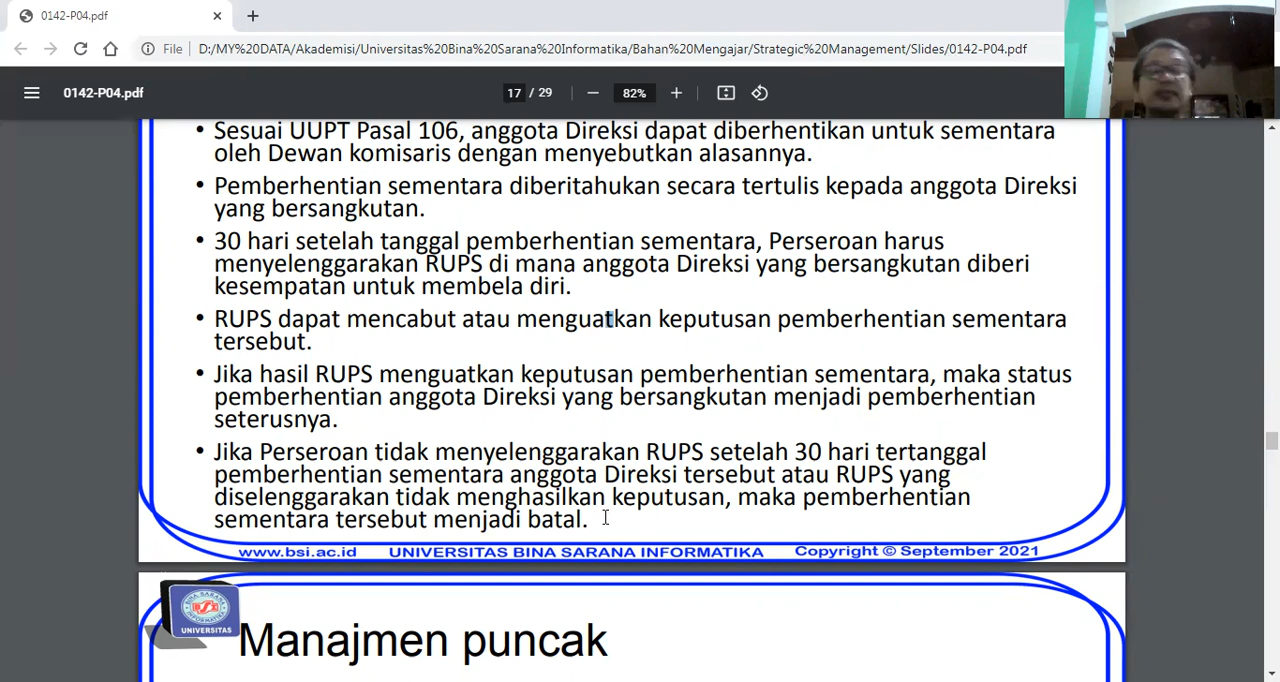 0142-P04.pdf
File
D:/MY%20DATA/Akademisi/Universitas%20Bina%20Sarana%20Informatika/Bahan%20Mengajar/Strategic%20Management/Slides/0142-P04.pdf
0142-P04.pdf
17 / 29
82%
• Sesuai UUPT Pasal 106, anggota Direksi dapat diberhentikan untuk sementara
oleh Dewan komisaris dengan menyebutkan alasannya.
• Pemberhentian sementara diberitahukan secara tertulis kepada anggota Direksi
yang bersangkutan.
• 30 hari setelah tanggal pemberhentian sementara, Perseroan harus
menyelenggarakan RUPS di mana anggota Direksi yang bersangkutan diberi
kesempatan untuk membela diri.
• RUPS dapat mencabut atau menguatkan keputusan pemberhentian sementara
tersebut.
• Jika hasil RUPS menguatkan keputusan pemberhentian sementara, maka status
pemberhentian anggota Direksi yang bersangkutan menjadi pemberhentian
seterusnya.
• Jika Perseroan tidak menyelenggarakan RUPS setelah 30 hari tertanggal
pemberhentian sementara anggota Direksi tersebut atau RUPS yang
diselenggarakan tidak menghasilkan keputusan, maka pemberhentian
sementara tersebut menjadi batal.
www.bsi.ac.id UNIVERSITAS BINA SARANA INFORMATIKA Copyright © September 2021
BINA SARANA
BSI
INFORMATIKA
UNIVERSITAS
Manajmen puncak